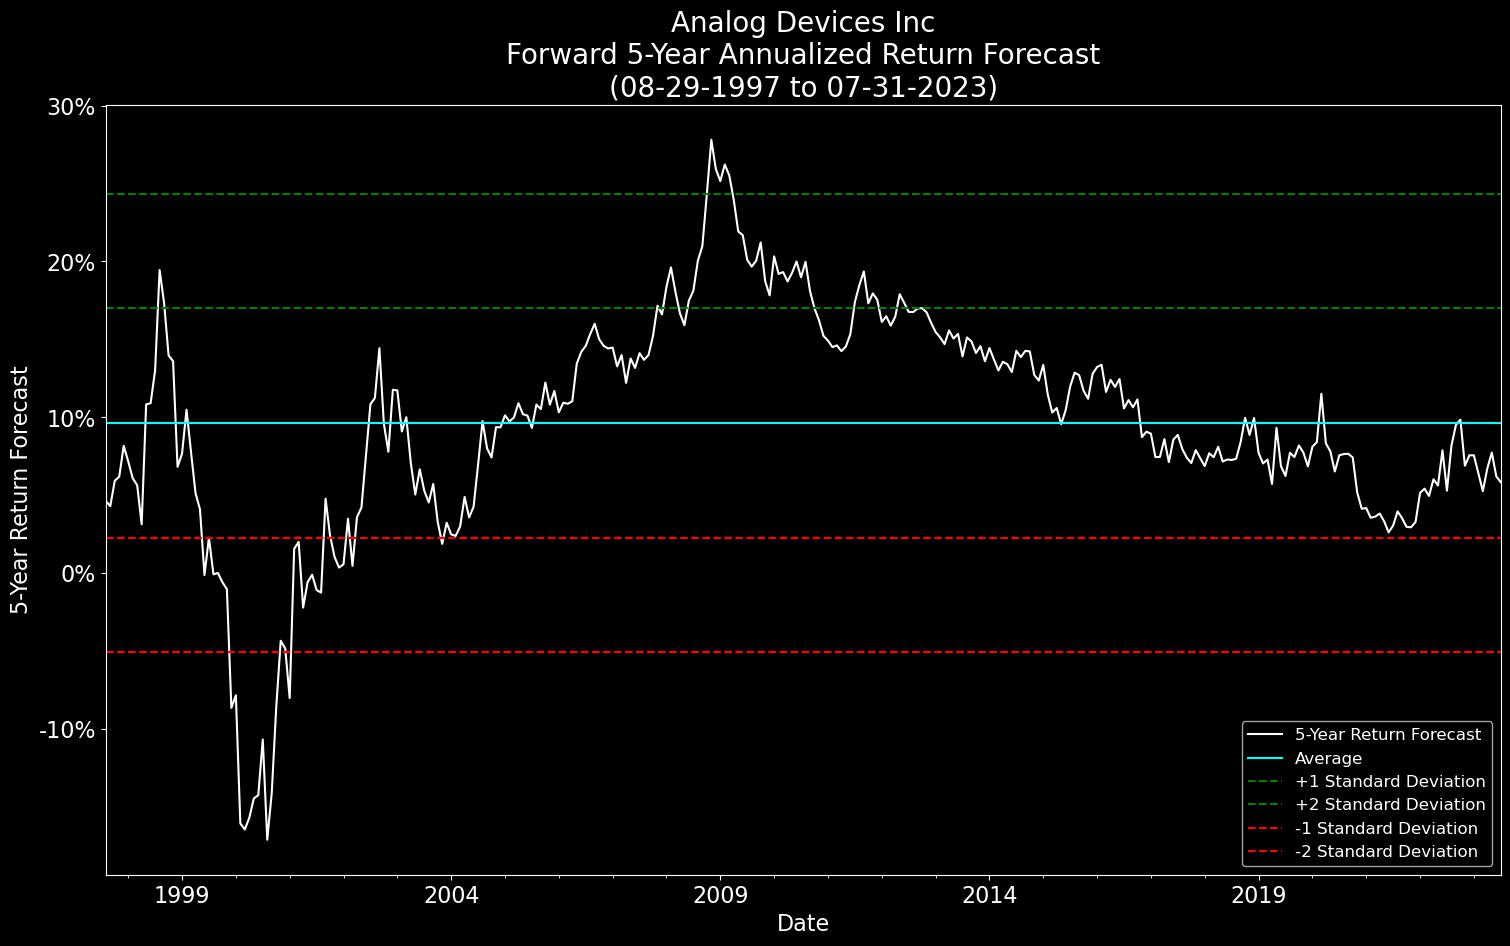 Analog Devices Inc
Forward 5-Year Annualized Return Forecast
(08-29-1997 to 07-31-2023)
30%
20%
10%
0%
-10%
5-Year Return Forecast
1999
2004
2009
2014
2019
Date
5-Year Return Forecast
Average
+1 Standard Deviation
+2 Standard Deviation
-1 Standard Deviation
-2 Standard Deviation